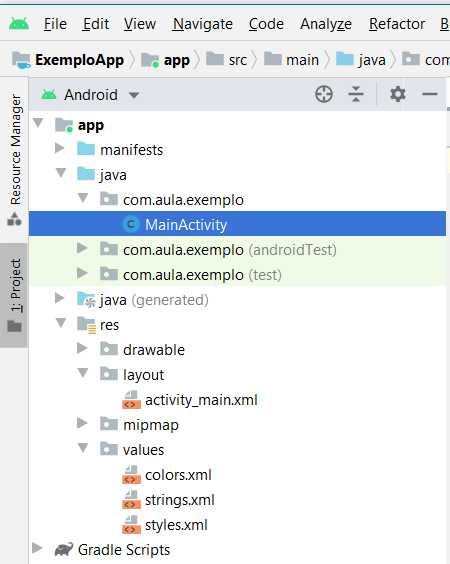 File Edit View Navigate Code Analyze Refactor B
ExemploApp app src main java com
Android
Resource Manager
1: Project
app
manifests
java
com.aula.exemplo
MainActivity
com.aula.exemplo (androidTest)
com.aula.exemplo (test)
java (generated)
res
drawable
layout
activity_main.xml
mipmap
values
colors.xml
strings.xml
styles.xml
Gradle Scripts